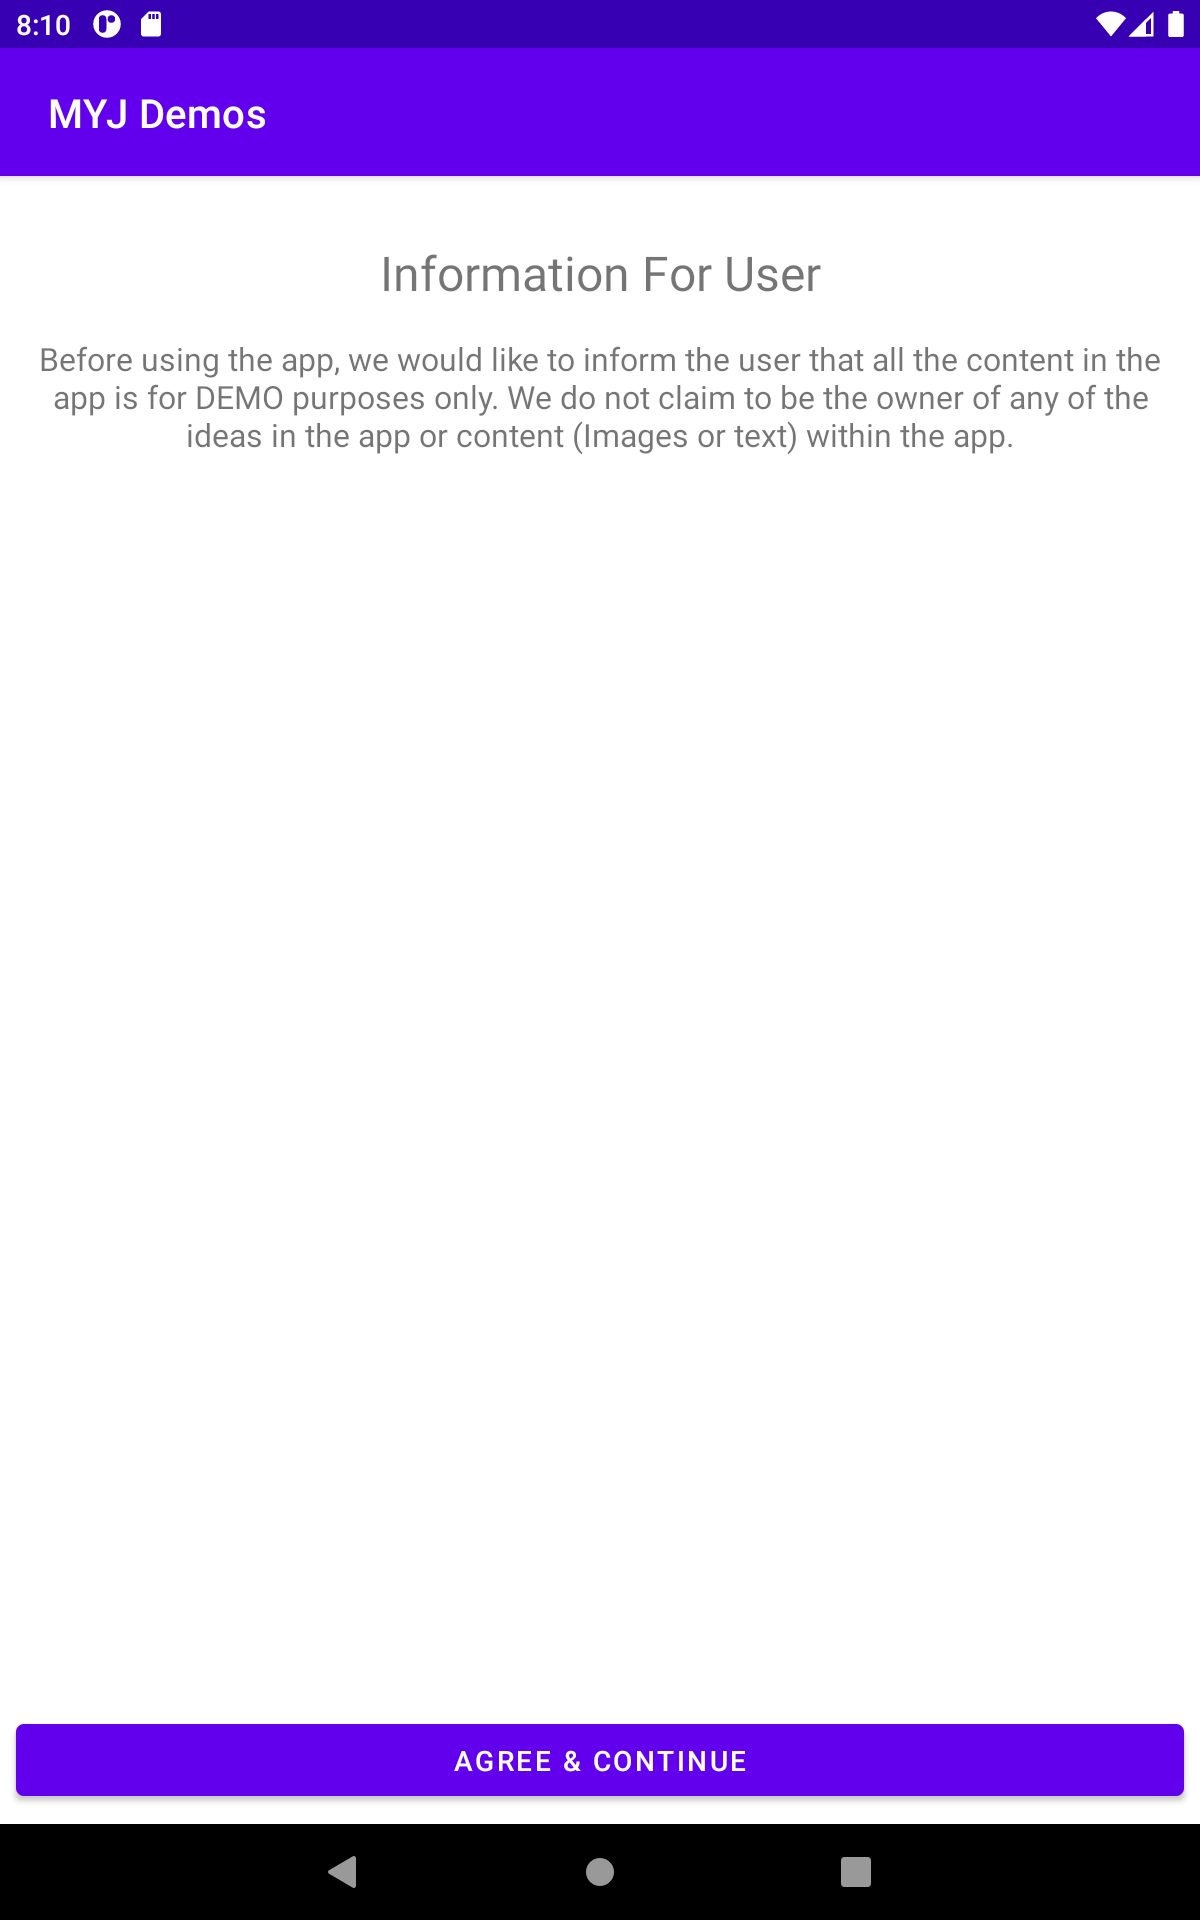 8:10
MYJ Demos
Information For User
Before using the app, we would like to inform the user that all the content in the
app is for DEMO purposes only. We do not claim to be the owner of any of the
ideas in the app or content (Images or text) within the app.
AGREE & CONTINUE